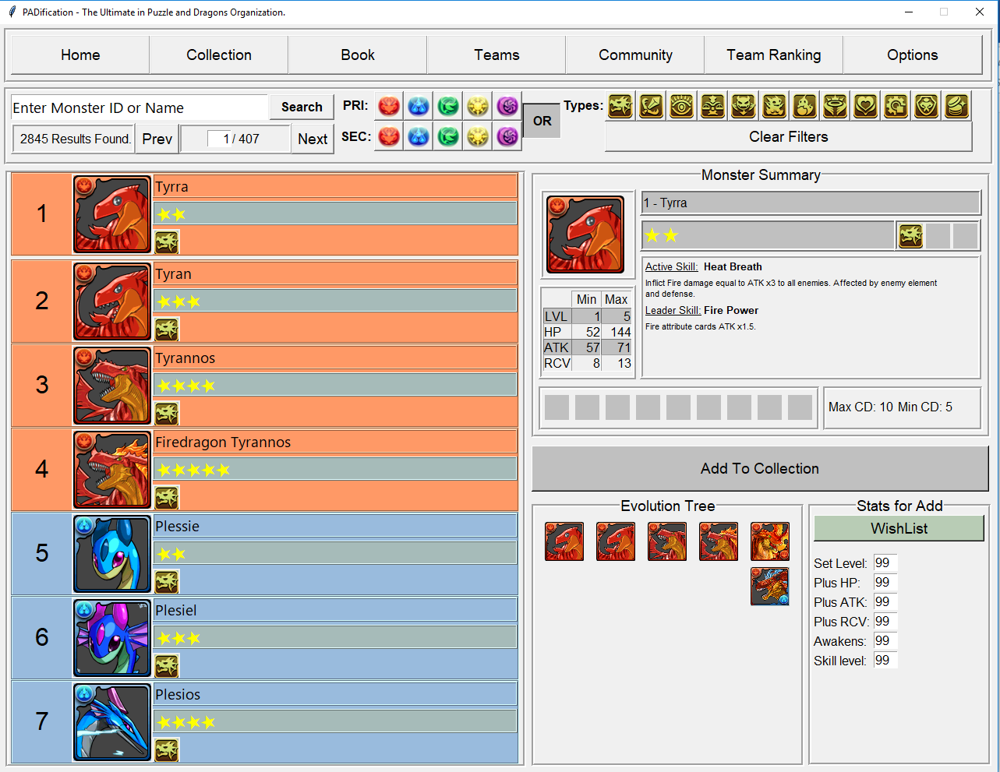 PADification - The Ultimate in Puzzle and Dragons Organization.
Home Collection Book Teams Community Team Ranking Options
Enter Monster ID or Name Search PRI: OR Types:
2845 Results Found. Prev 1 / 407 Next SEC: Clear Filters
1 Tyrra
2 Tyran
3 Tyrannos
4 Firedragon Tyrannos
5 Plessie
6 Plesiel
7 Plesios
Monster Summary
1 - Tyrra
Active Skill: Heat Breath
Inflict Fire damage equal to ATK x3 to all enemies. Affected by enemy element
and defense.
Leader Skill: Fire Power
Fire attribute cards ATK x1.5.
Min Max
LVL 1 5
HP 52 144
ATK 57 71
RCV 8 13
Max CD: 10 Min CD: 5
Add To Collection
Evolution Tree
Stats for Add
WishList
Set Level: 99
Plus HP: 99
Plus ATK: 99
Plus RCV: 99
Awakens: 99
Skill level: 99